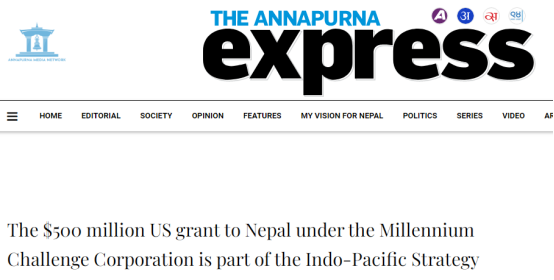 THE ANNAPURNA
express
ANNAPURNA MEDIA NETWORK
HOME EDITORIAL SOCIETY OPINION FEATURES MY VISION FOR NEPAL POLITICS SERIES VIDEO AR
The $500 million US grant to Nepal under the Millennium
Challenge Corporation is part of the Indo-Pacific Strategy